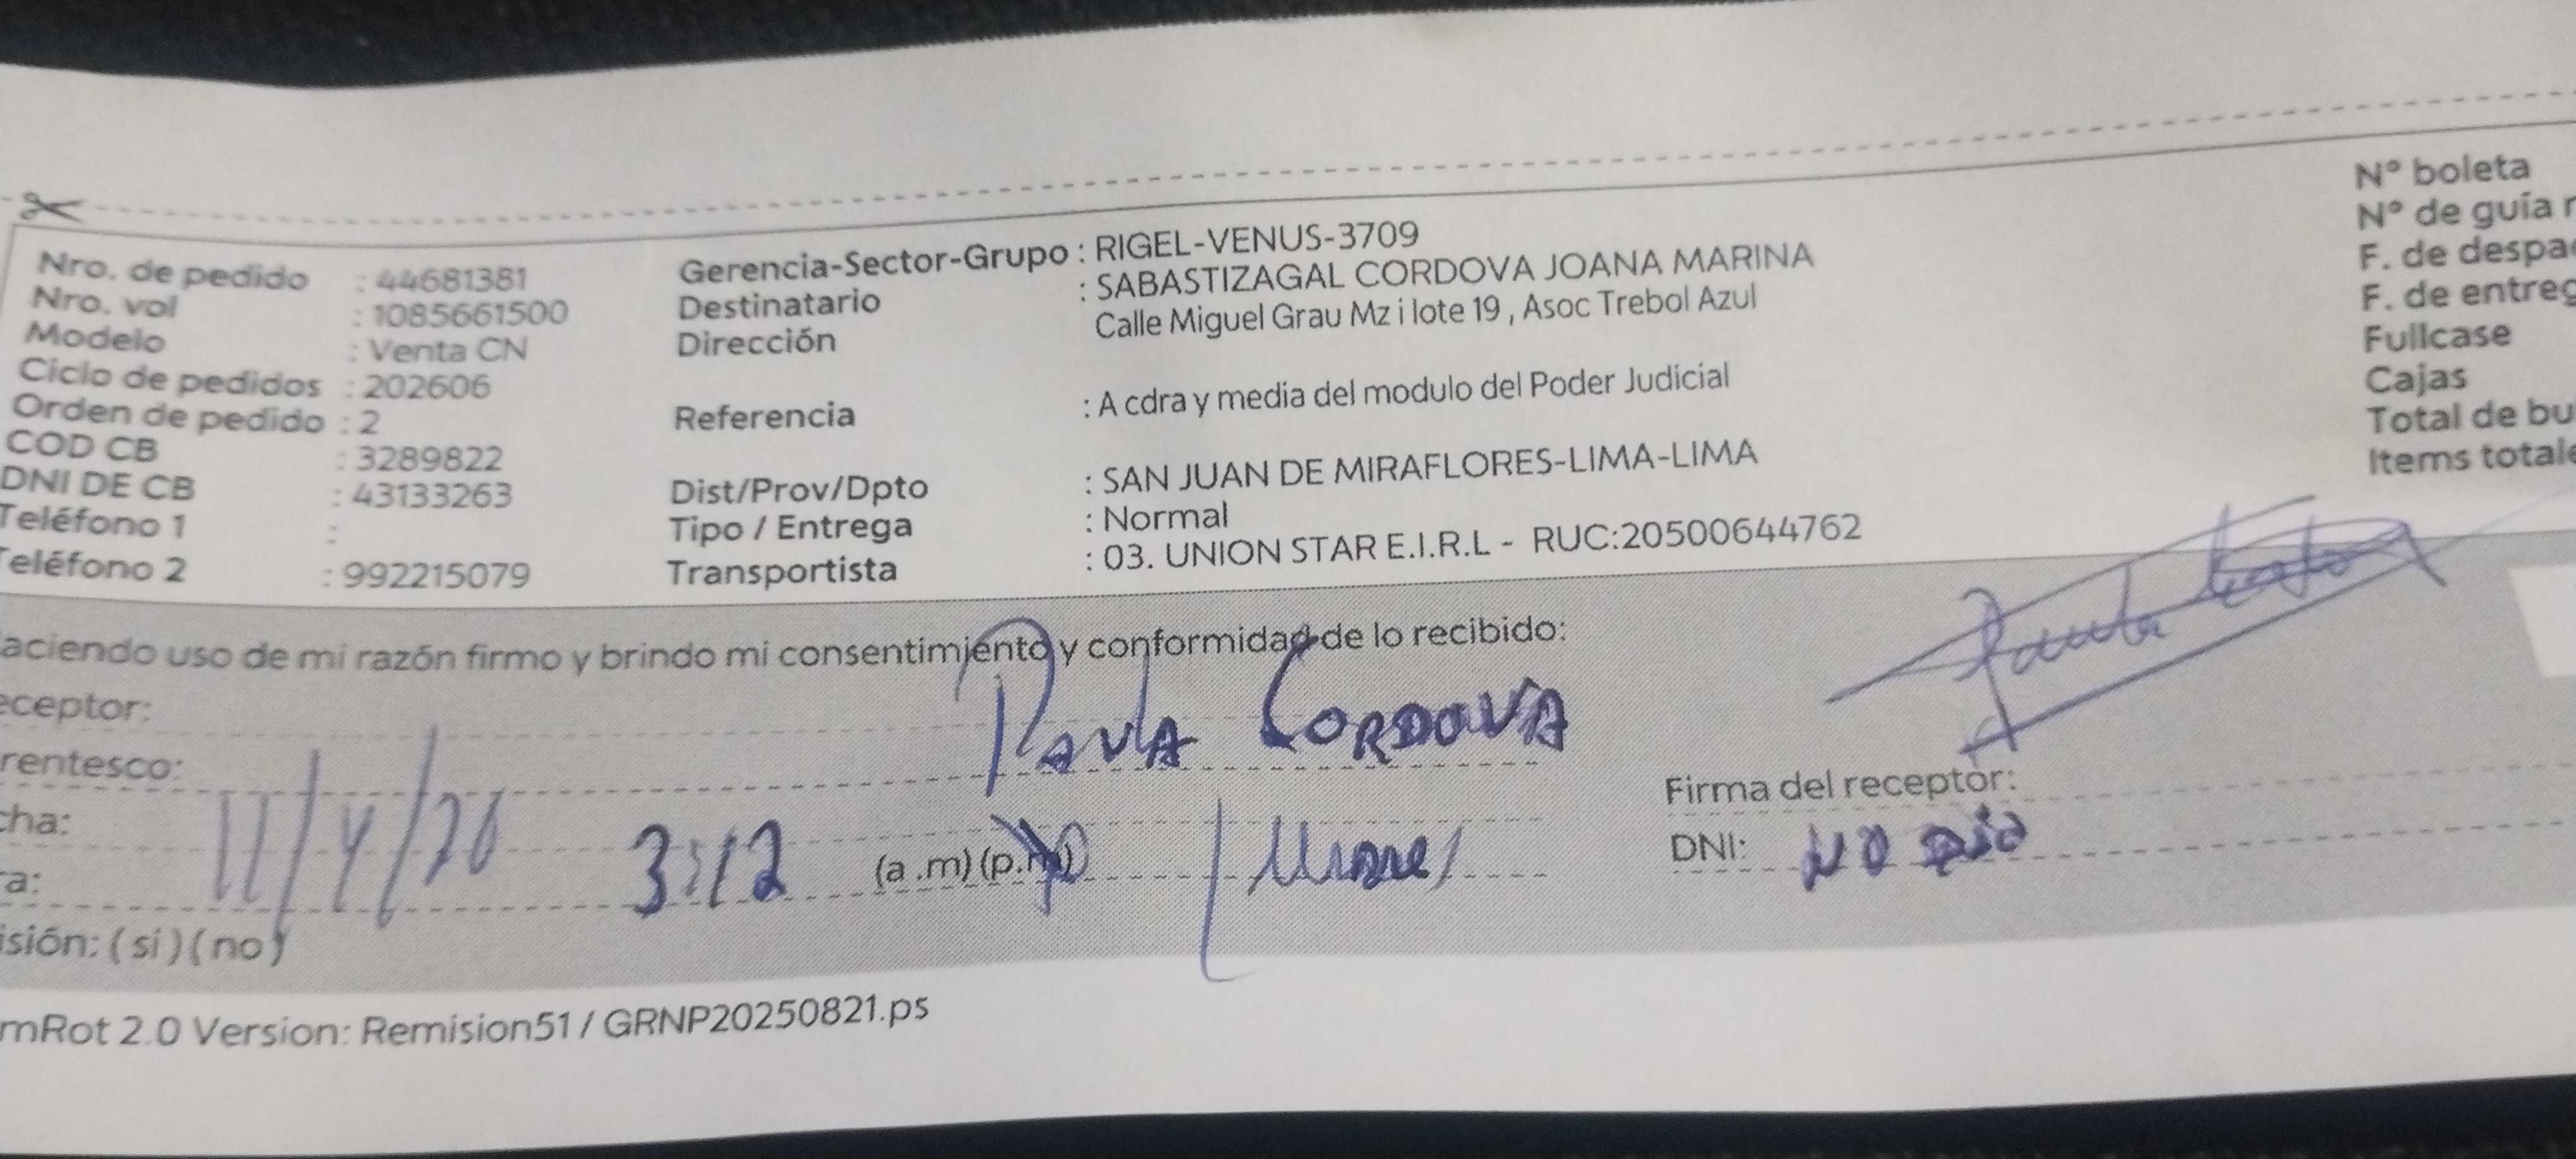 Nro. de pedido : 44681381
Nro. vol : 1085661500
Modelo : Venta CN
Ciclo de pedidos : 202606
Orden de pedido : 2
COD CB : 3289822
DNI DE CB : 43133263
Teléfono 1 :
eléfono 2 : 992215079
Gerencia-Sector-Grupo : RIGEL-VENUS-3709
Destinatario : SABASTIZAGAL CORDOVA JOANA MARINA
Dirección Calle Miguel Grau Mz i lote 19 , Asoc Trebol Azul
Referencia : A cdra y media del modulo del Poder Judicial
Dist/Prov/Dpto : SAN JUAN DE MIRAFLORES-LIMA-LIMA
Tipo / Entrega : Normal
Transportista : 03. UNION STAR E.I.R.L - RUC:20500644762
N° boleta
N° de guía r
F. de despa
F. de entreg
Fullcase
Cajas
Total de bu
Items totale
aciendo uso de mi razón firmo y brindo mi consentimiento y conformidad de lo recibido:
eceptor: PAULA CORDOVA
rentesco:
cha: 11/4/26
ra: 3:12 (a .m) (p.m)
isión: ( si ) ( no )
Firma del receptor:
DNI: NO DIO
mRot 2.0 Version: Remision51 / GRNP20250821.ps